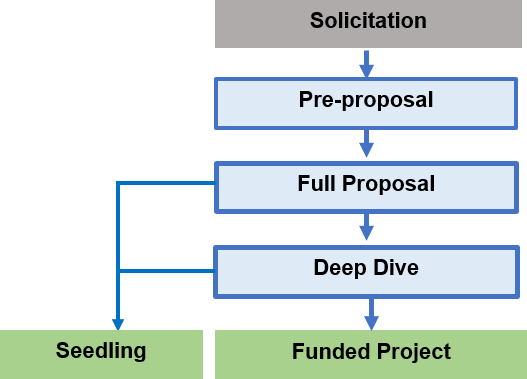 Solicitation
Pre-proposal
Full Proposal
Deep Dive
Seedling
Funded Project